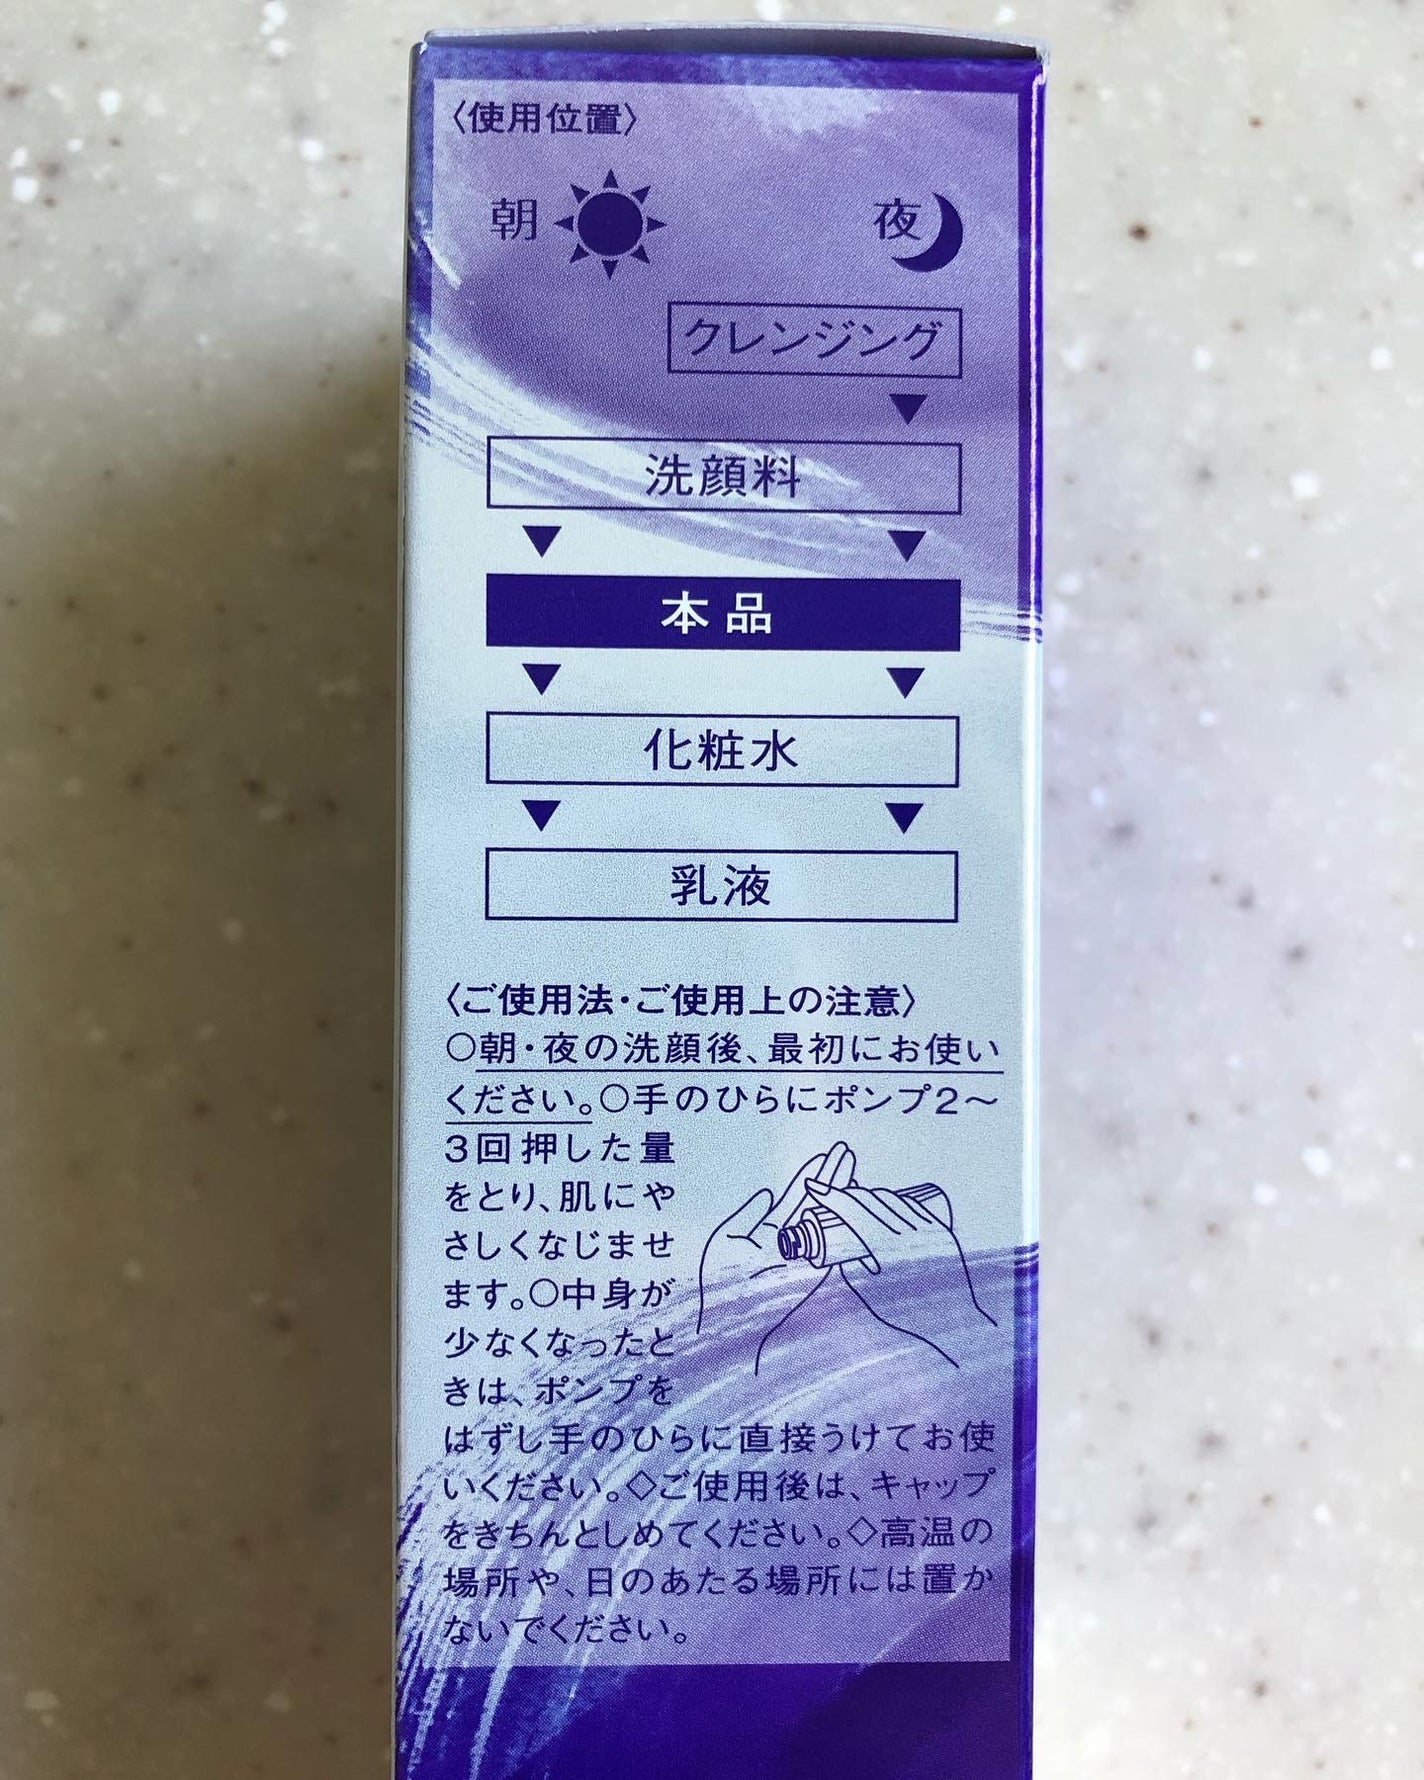 〈使用位置〉
朝 夜
クレンジング
洗顔料
本品
化粧水
乳液
〈ご使用法・ご使用上の注意〉
○朝・夜の洗顔後、最初にお使い
ください。○手のひらにポンプ2〜
3回押した量
をとり、肌にや
さしくなじませ
ます。○中身が
少なくなったと
きは、ポンプを
はずし手のひらに直接うけてお使
いください。◇ご使用後は、キャップ
をきちんとしめてください。◇高温の
場所や、日のあたる場所には置か
ないでください。